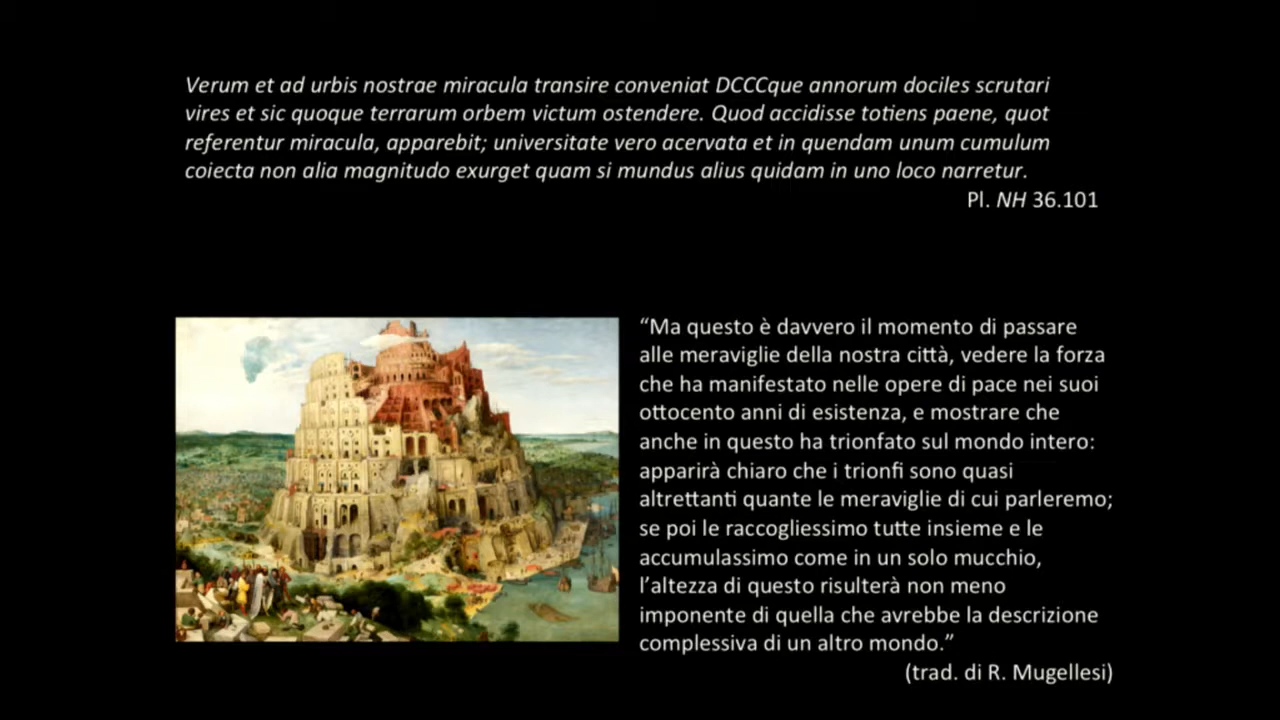 Verum et ad urbis nostrae miracula transire conveniat DCCCque annorum dociles scrutari
vires et sic quoque terrarum orbem victum ostendere. Quod accidisse totiens paene, quot
referentur miracula, apparebit; universitate vero acervata et in quendam unum cumulum
coiecta non alia magnitudo exurget quam si mundus alius quidam in uno loco narretur.
Pl. NH 36.101
“Ma questo è davvero il momento di passare
alle meraviglie della nostra città, vedere la forza
che ha manifestato nelle opere di pace nei suoi
ottocento anni di esistenza, e mostrare che
anche in questo ha trionfato sul mondo intero:
apparirà chiaro che i trionfi sono quasi
altrettanti quante le meraviglie di cui parleremo;
se poi le raccogliessimo tutte insieme e le
accumulassimo come in un solo mucchio,
l’altezza di questo risulterà non meno
imponente di quella che avrebbe la descrizione
complessiva di un altro mondo.”
(trad. di R. Mugellesi)